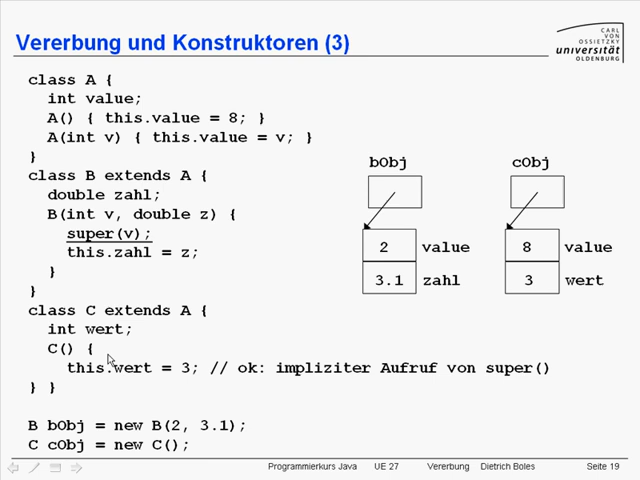 Vererbung und Konstruktoren (3)
CARL
VON
OSSIETZKY
universität
OLDENBURG
class A {
int value;
A() { this.value = 8; }
A(int v) { this.value = v; }
}
class B extends A {
double zahl;
B(int v, double z) {
super(v);
this.zahl = z;
}
}
class C extends A {
int wert;
C() {
this.wert = 3; // ok: impliziter Aufruf von super()
} }
B bObj = new B(2, 3.1);
C cObj = new C();
bObj
2 value
3.1 zahl
cObj
8 value
3 wert
Programmierkurs Java UE 27 Vererbung Dietrich Boles Seite 19